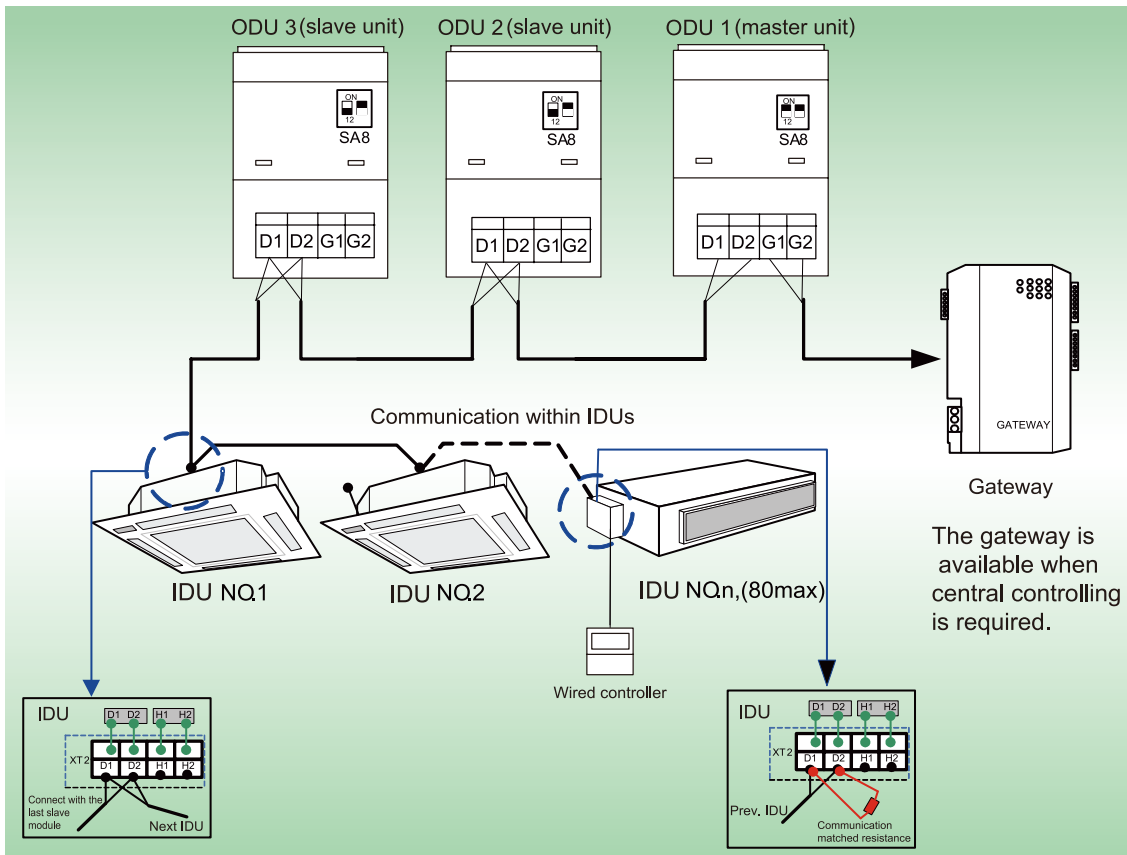 ODU 3 (slave unit)
ODU 2 (slave unit)
ODU 1 (master unit)
ON
12
SA8
ON
12
SA8
ON
12
SA8
D1 D2 G1 G2
D1 D2 G1 G2
D1 D2 G1 G2
GATEWAY
Gateway
The gateway is
available when
central controlling
is required.
Communication within IDUs
IDU NO.1
IDU NO.2
IDU NO.n,(80max)
Wired controller
IDU
D1 D2 H1 H2
XT2
D1 D2 H1 H2
Connect with the
last slave
module
Next IDU
IDU
D1 D2 H1 H2
XT2
D1 D2 H1 H2
Prev. IDU
Communication
matched resistance